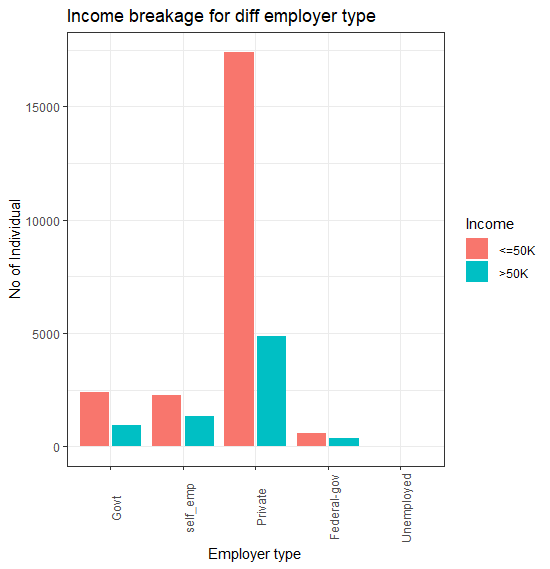 Income breakage for diff employer type
No of Individual
15000
10000
5000
0
Govt
self_emp
Private
Federal-gov
Unemployed
Employer type
Income
<=50K
>50K